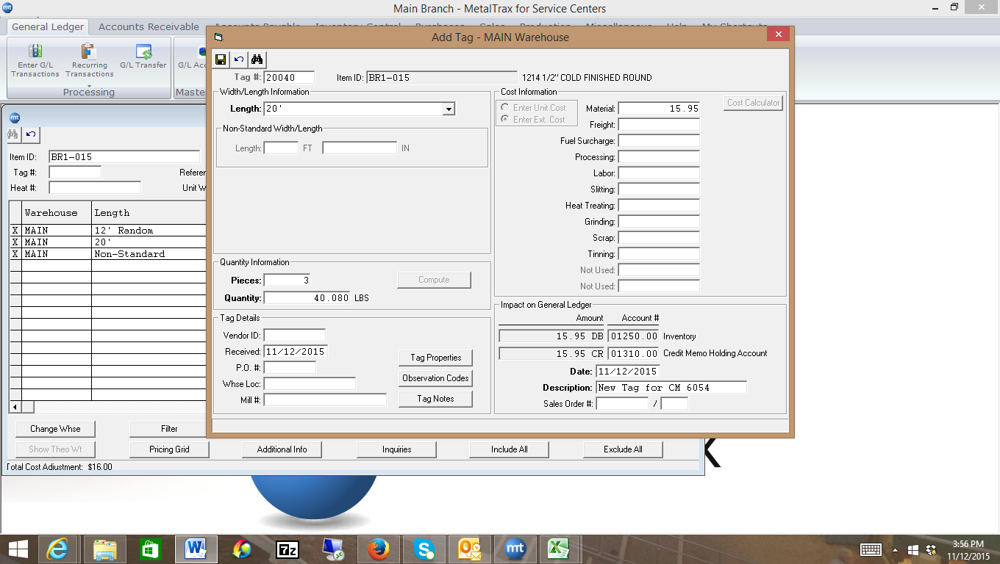 Main Branch - MetalTrax for Service Centers
General Ledger Accounts Receivable
Enter G/L Transactions
Recurring Transactions
G/L Transfer
Processing
Add Tag - MAIN Warehouse
Tag #: 20040 Item ID: BR1-015 1214 1/2" COLD FINISHED ROUND
Width/Length Information
Length: 20'
Non-Standard Width/Length
Length: FT IN
Quantity Information
Pieces: 3 Compute
Quantity: 40.080 LBS
Tag Details
Vendor ID:
Received: 11/12/2015
P.O. #:
Whse Loc:
Mill #:
Tag Properties
Observation Codes
Tag Notes
Cost Information
Enter Unit Cost
Enter Ext. Cost
Cost Calculator
Material: 15.95
Freight:
Fuel Surcharge:
Processing:
Labor:
Slitting:
Heat Treating:
Grinding:
Scrap:
Tinning:
Not Used:
Not Used:
Impact on General Ledger
Amount Account #
15.95 DB 01250.00 Inventory
15.95 CR 01310.00 Credit Memo Holding Account
Date: 11/12/2015
Description: New Tag for CM 6054
Sales Order #: /
Item ID: BR1-015
Tag #:
Heat #:
Warehouse Length
X MAIN 12' Random
X MAIN 20'
X MAIN Non-Standard
Change Whse Filter
Show Theo Wt Pricing Grid Additional Info Inquiries Include All Exclude All
Total Cost Adjustment: $16.00
mt
7z
3:56 PM
11/12/2015